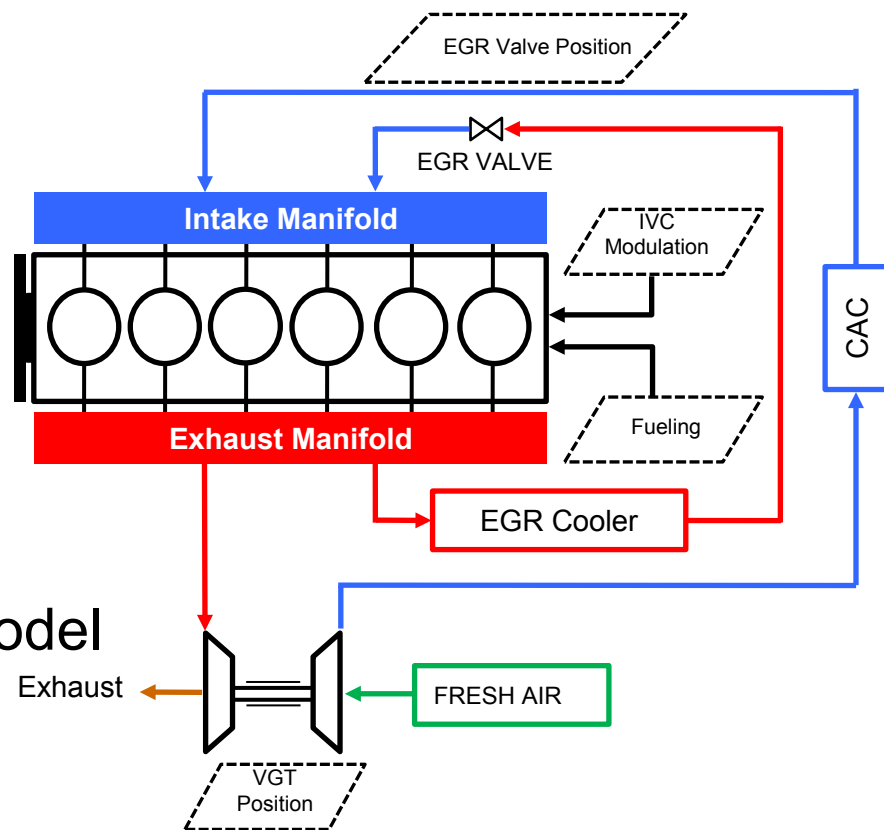 EGR Valve Position
EGR VALVE
Intake Manifold
IVC
Modulation
CAC
Exhaust Manifold
Fueling
EGR Cooler
odel
Exhaust
FRESH AIR
VGT
Position